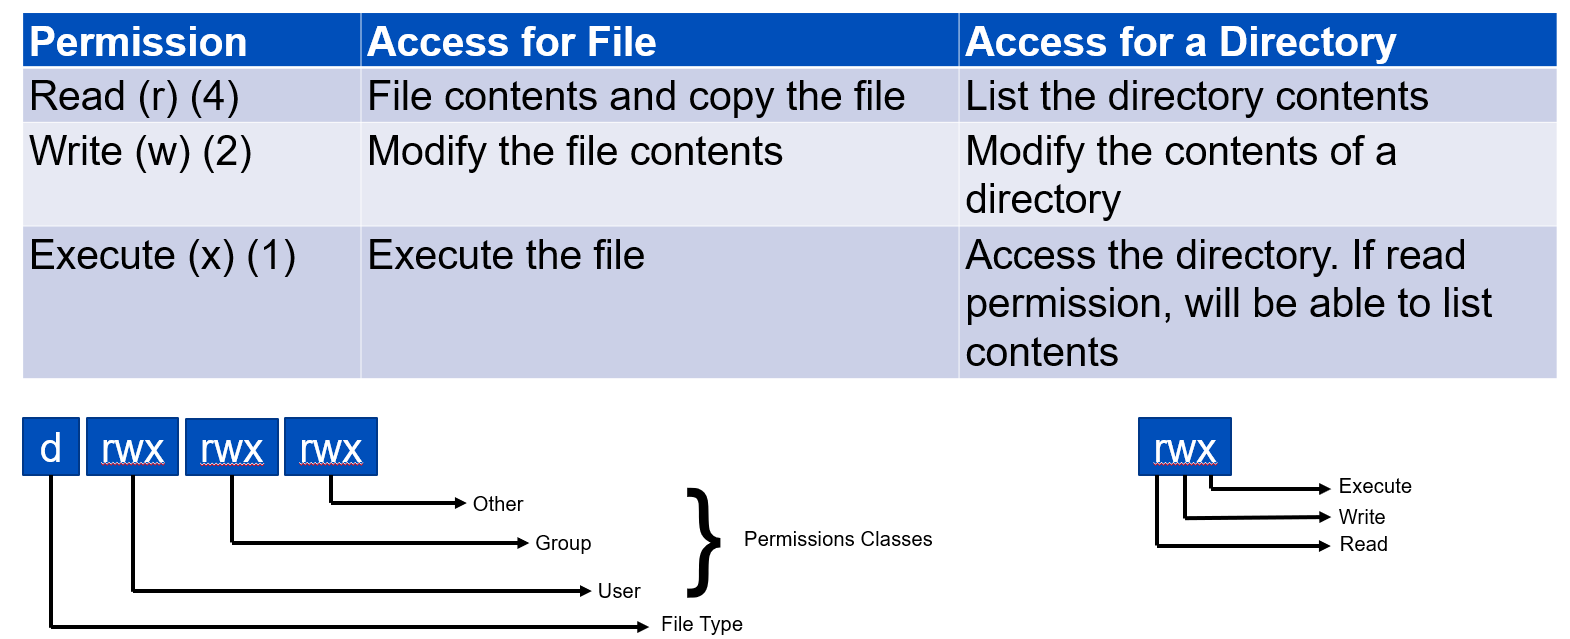 Permission Access for File Access for a Directory
Read (r) (4) File contents and copy the file List the directory contents
Write (w) (2) Modify the file contents Modify the contents of a
directory
Execute (x) (1) Execute the file Access the directory. If read
permission, will be able to list
contents
d rwx rwx rwx
Other
Group
User
File Type
} Permissions Classes
rwx
Execute
Write
Read